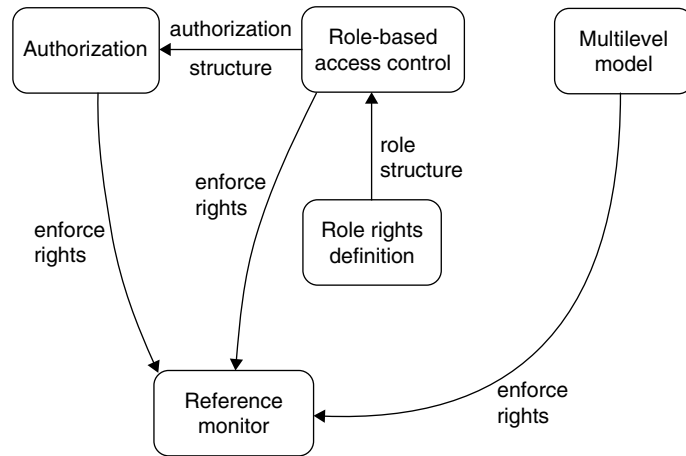 Authorization
authorization
structure
Role-based
access control
Multilevel
model
role
structure
enforce
rights
Role rights
definition
enforce
rights
Reference
monitor
enforce
rights